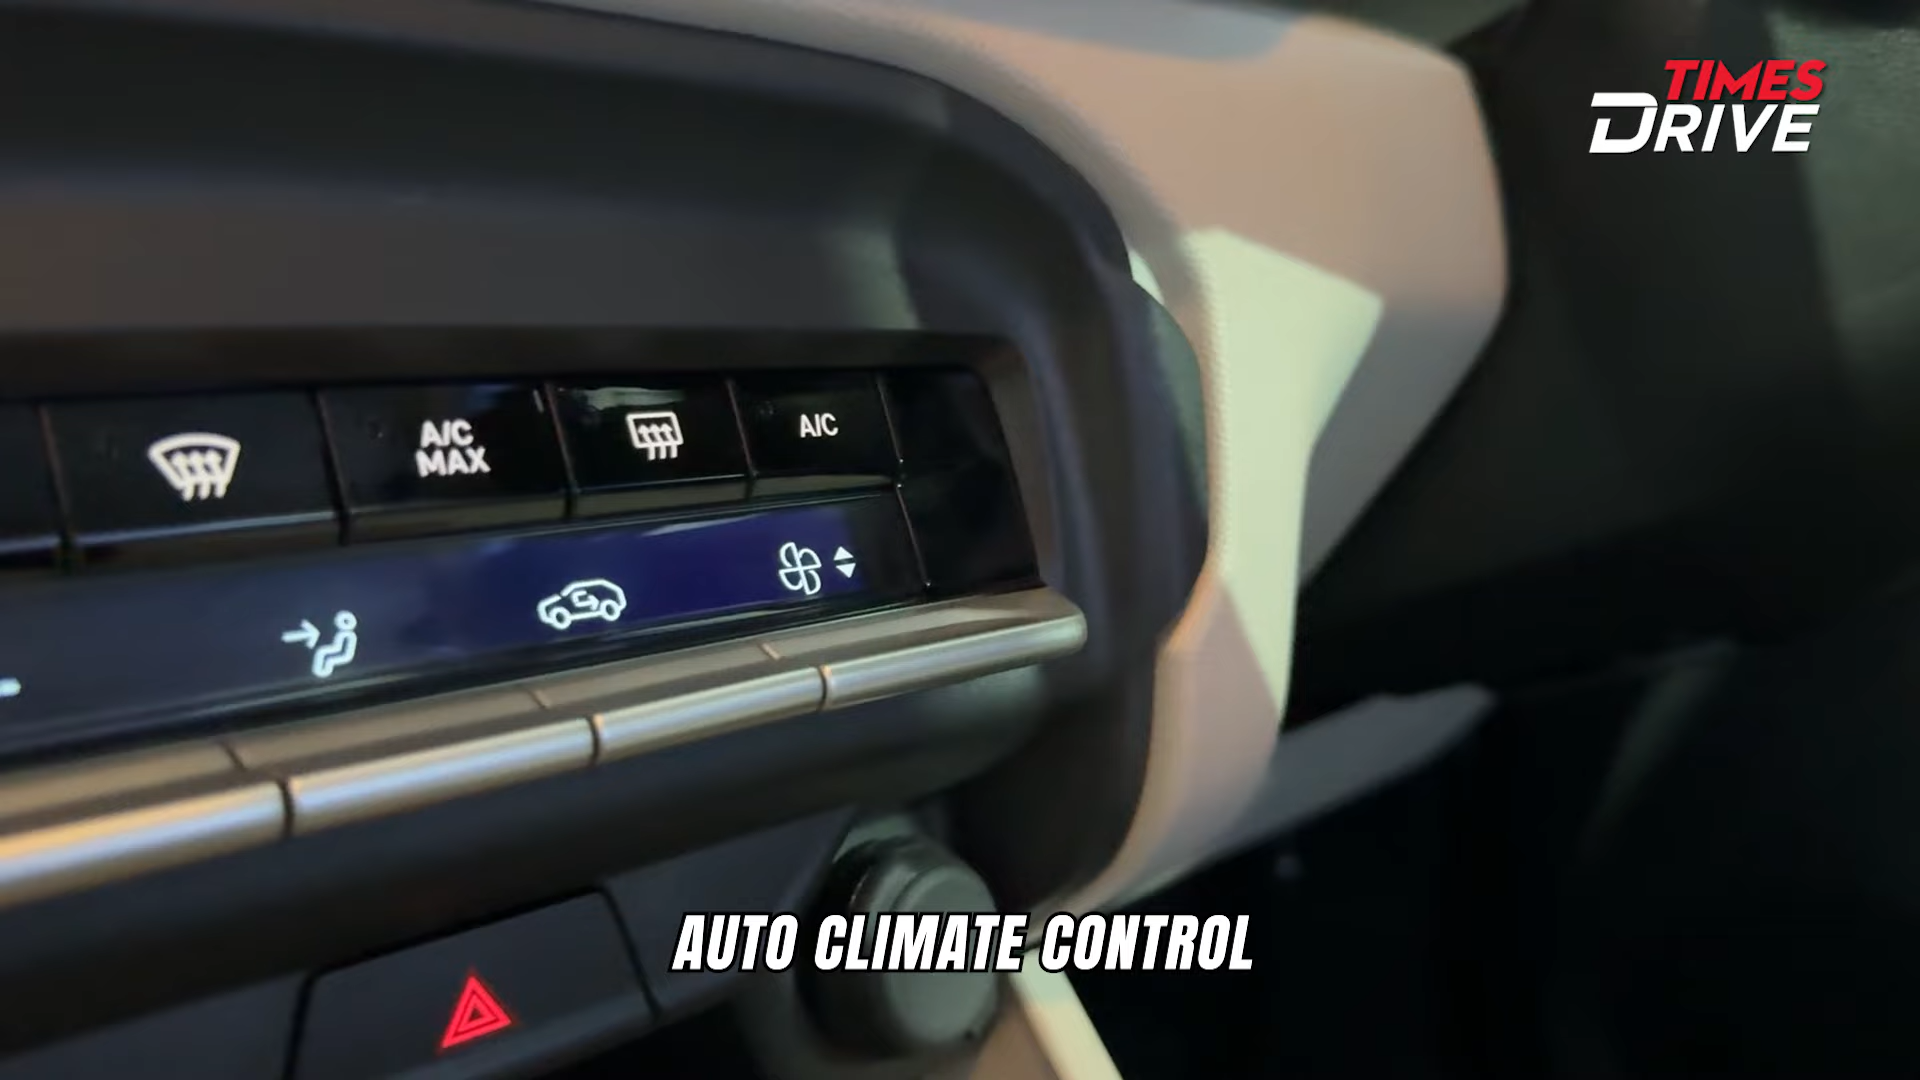 TIMES
DRIVE
A/C
MAX
A/C
AUTO CLIMATE CONTROL